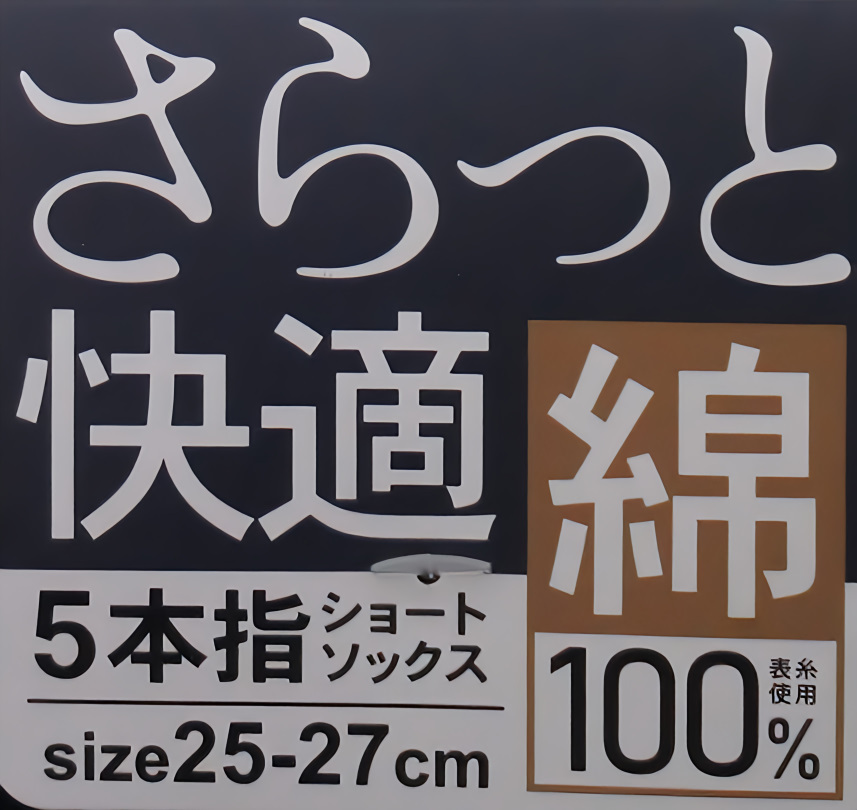 さらっと
快適
綿
100%
表糸
使用
5本指
ショート
ソックス
size25-27cm